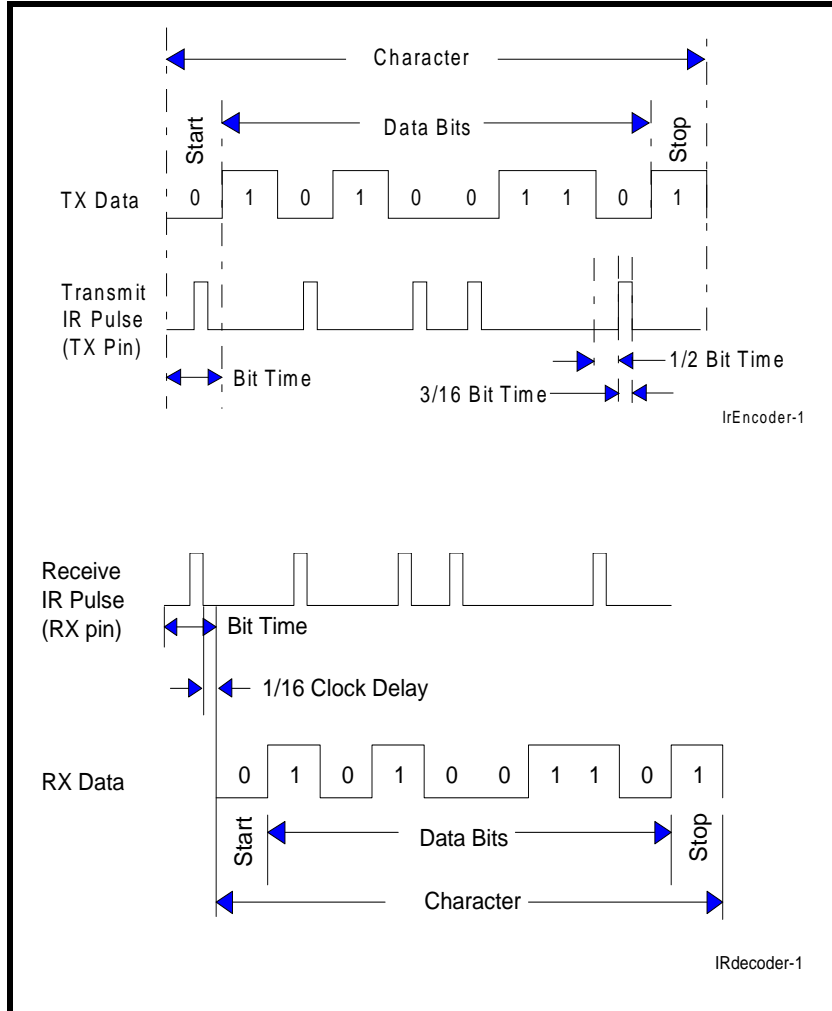 Character
Start
Data Bits
Stop
TX Data
0 1 0 1 0 0 1 1 0 1
Transmit
IR Pulse
(TX Pin)
Bit Time
1/2 Bit Time
3/16 Bit Time
IrEncoder-1
Receive
IR Pulse
(RX pin)
Bit Time
1/16 Clock Delay
RX Data
0 1 0 1 0 0 1 1 0 1
Start
Data Bits
Stop
Character
IRdecoder-1